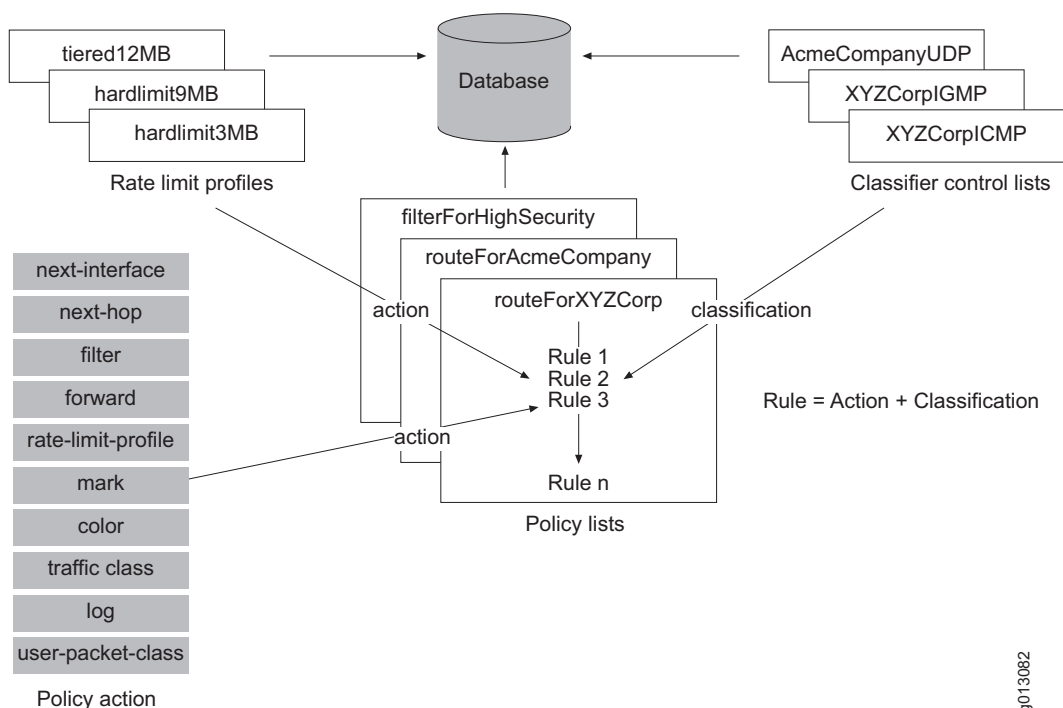 tiered12MB
hardlimit9MB
hardlimit3MB
Rate limit profiles
Database
AcmeCompanyUDP
XYZCorpIGMP
XYZCorpICMP
Classifier control lists
filterForHighSecurity
routeForAcmeCompany
routeForXYZCorp
action
classification
Rule 1
Rule 2
Rule 3
action
Rule n
Policy lists
Rule = Action + Classification
next-interface
next-hop
filter
forward
rate-limit-profile
mark
color
traffic class
log
user-packet-class
Policy action
g013082